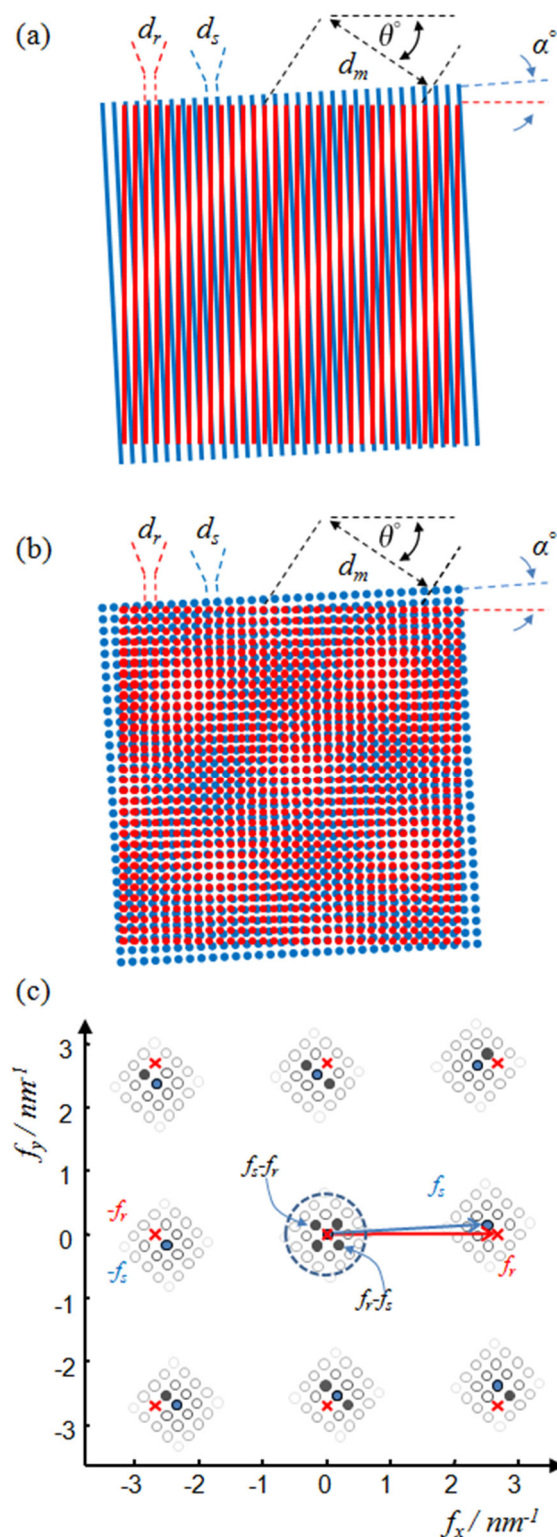 (a)
d_r
d_s
θ°
d_m
α°
(b)
d_r
d_s
θ°
d_m
α°
(c)
f_y / nm^-1
3
2
1
0
-1
-2
-3
f_s-f_r
f_s
-f_r
-f_s
f_r
f_r-f_s
-3 -2 -1 0 1 2 3
f_x / nm^-1